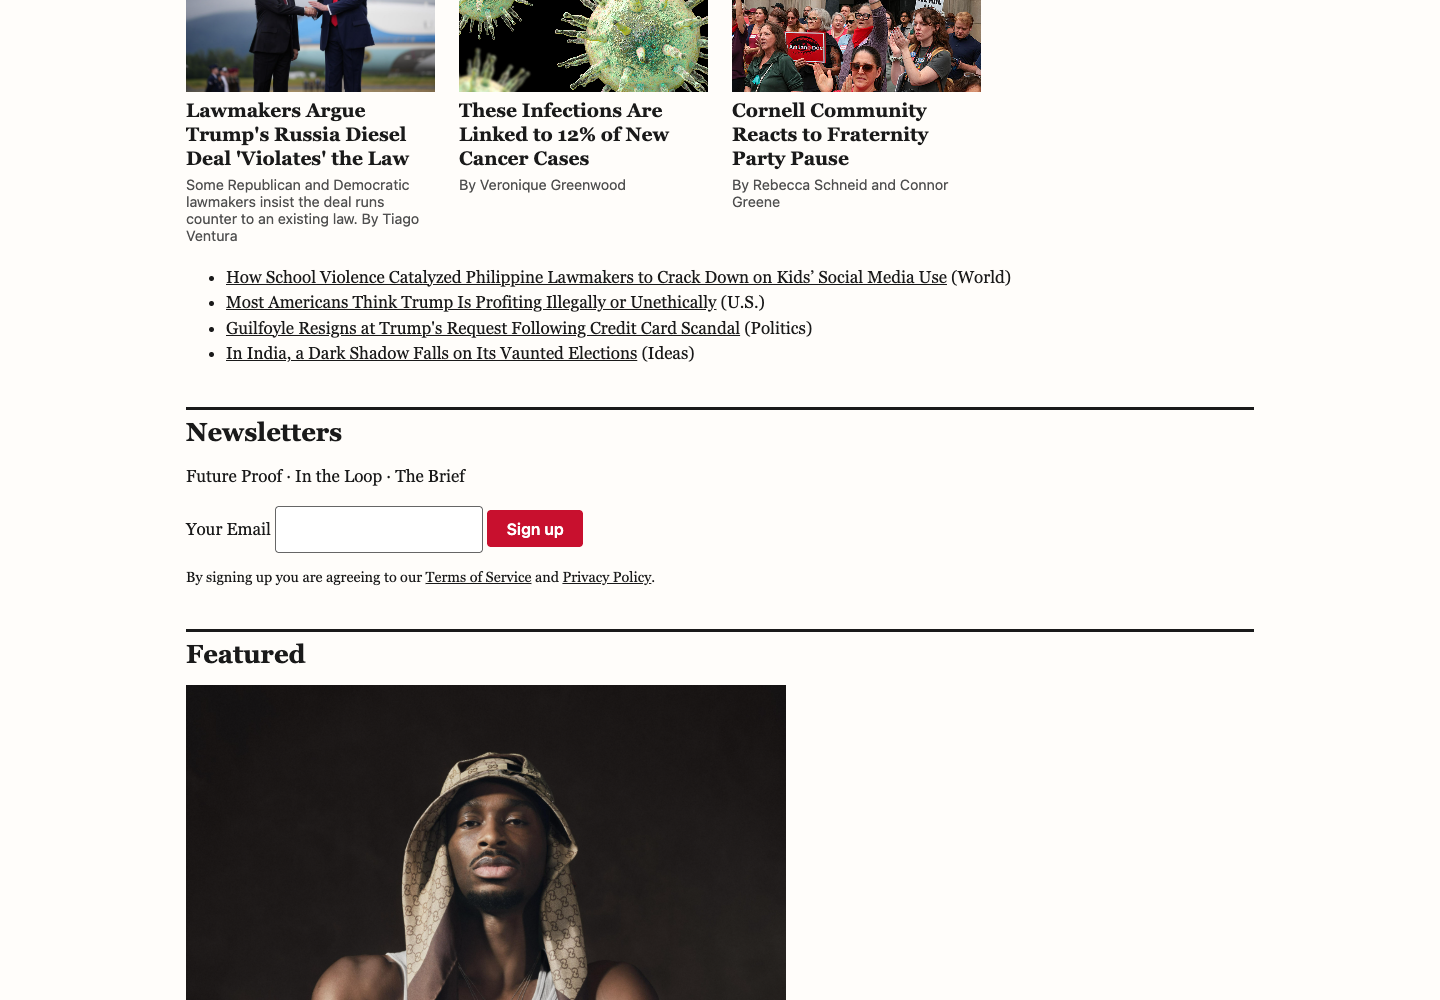 Lawmakers Argue
Trump's Russia Diesel
Deal 'Violates' the Law
Some Republican and Democratic
lawmakers insist the deal runs
counter to an existing law. By Tiago
Ventura
These Infections Are
Linked to 12% of New
Cancer Cases
By Veronique Greenwood
Cornell Community
Reacts to Fraternity
Party Pause
By Rebecca Schneid and Connor
Greene
• How School Violence Catalyzed Philippine Lawmakers to Crack Down on Kids’ Social Media Use (World)
• Most Americans Think Trump Is Profiting Illegally or Unethically (U.S.)
• Guilfoyle Resigns at Trump's Request Following Credit Card Scandal (Politics)
• In India, a Dark Shadow Falls on Its Vaunted Elections (Ideas)
Newsletters
Future Proof · In the Loop · The Brief
Your Email
Sign up
By signing up you are agreeing to our Terms of Service and Privacy Policy.
Featured